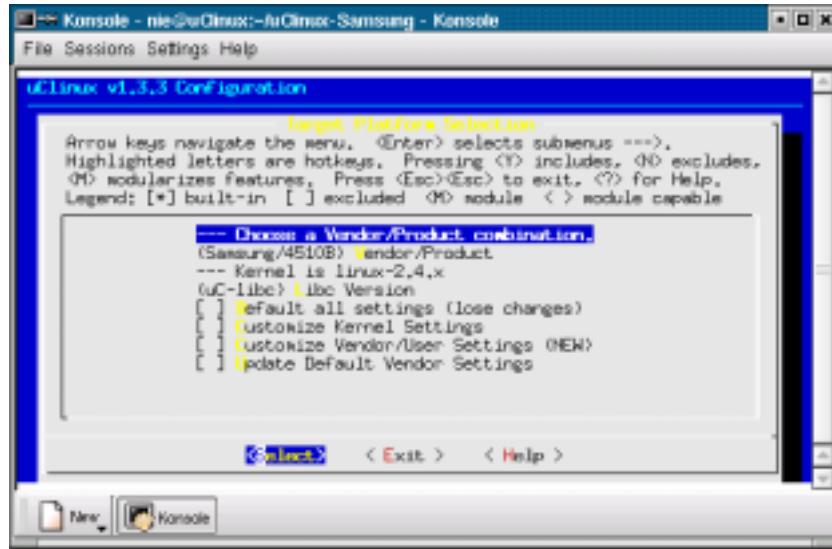 Konsole - nie@uClinux:~/uClinux-Samsung - Konsole
File Sessions Settings Help
uClinux v1.3.3 Configuration
Target Platform Selection
Arrow keys navigate the menu. <Enter> selects submenus --->.
Highlighted letters are hotkeys. Pressing <Y> includes, <N> excludes,
<M> modularizes features. Press <Esc><Esc> to exit, <?> for Help.
Legend: [*] built-in [ ] excluded <M> module < > module capable
--- Choose a Vendor/Product combination.
(Samsung/4510B) Vendor/Product
--- Kernel is linux-2.4.x
(uC-libc) Libc Version
[ ] Default all settings (lose changes)
[ ] Customize Kernel Settings
[ ] Customize Vendor/User Settings (NEW)
[ ] Update Default Vendor Settings
<Select> < Exit > < Help >
New Konsole